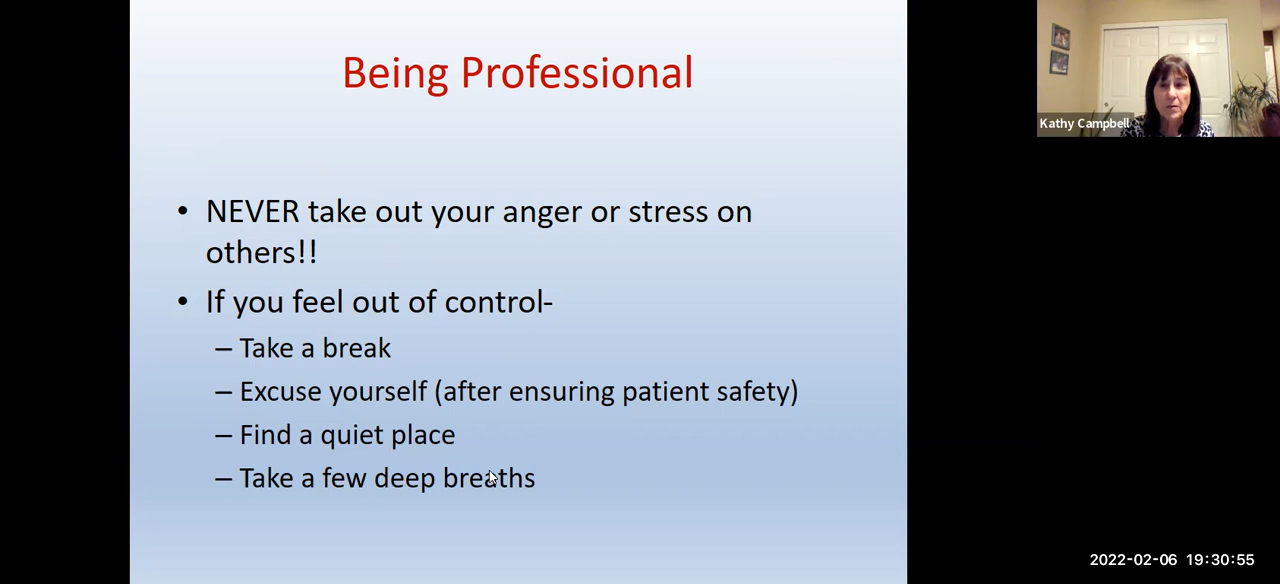 Being Professional
• NEVER take out your anger or stress on
others!!
• If you feel out of control-
– Take a break
– Excuse yourself (after ensuring patient safety)
– Find a quiet place
– Take a few deep breaths
Kathy Campbell
2022-02-06 19:30:55